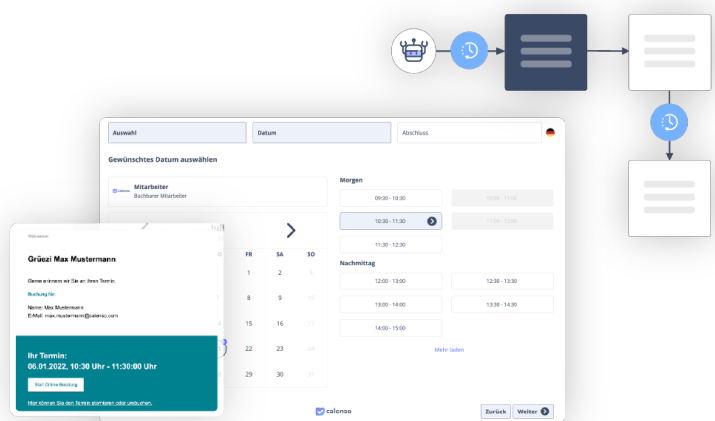 Auswahl
Datum
Abschluss
Gewünschtes Datum auswählen
calenso
Mitarbeiter
Buchbarer Mitarbeiter
FR SA SO
1 2 3
8 9 10
15 16 17
22 23 24
29 30 31
Morgen
09:30 - 10:30
10:30 - 11:30
11:30 - 12:30
Nachmittag
12:00 - 13:00 12:30 - 13:30
13:00 - 14:00 13:30 - 14:30
14:00 - 15:00
Mehr laden
calenso
Zurück Weiter
Grüezi Max Mustermann
Gerne erinnern wir Sie an Ihren Termin.
Buchung für:
Name: Max Mustermann
E-Mail: max.mustermann@calenso.com
Ihr Termin:
06.01.2022, 10:30 Uhr - 11:30:00 Uhr
Start Online Beratung
Hier können Sie den Termin stornieren oder umbuchen.